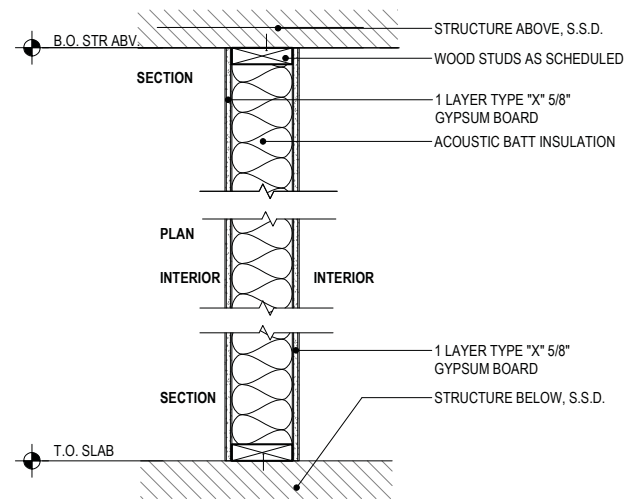 STRUCTURE ABOVE, S.S.D.
B.O. STR ABV.
WOOD STUDS AS SCHEDULED
SECTION
1 LAYER TYPE "X" 5/8"
GYPSUM BOARD
ACOUSTIC BATT INSULATION
PLAN
INTERIOR
INTERIOR
1 LAYER TYPE "X" 5/8"
GYPSUM BOARD
SECTION
STRUCTURE BELOW, S.S.D.
T.O. SLAB